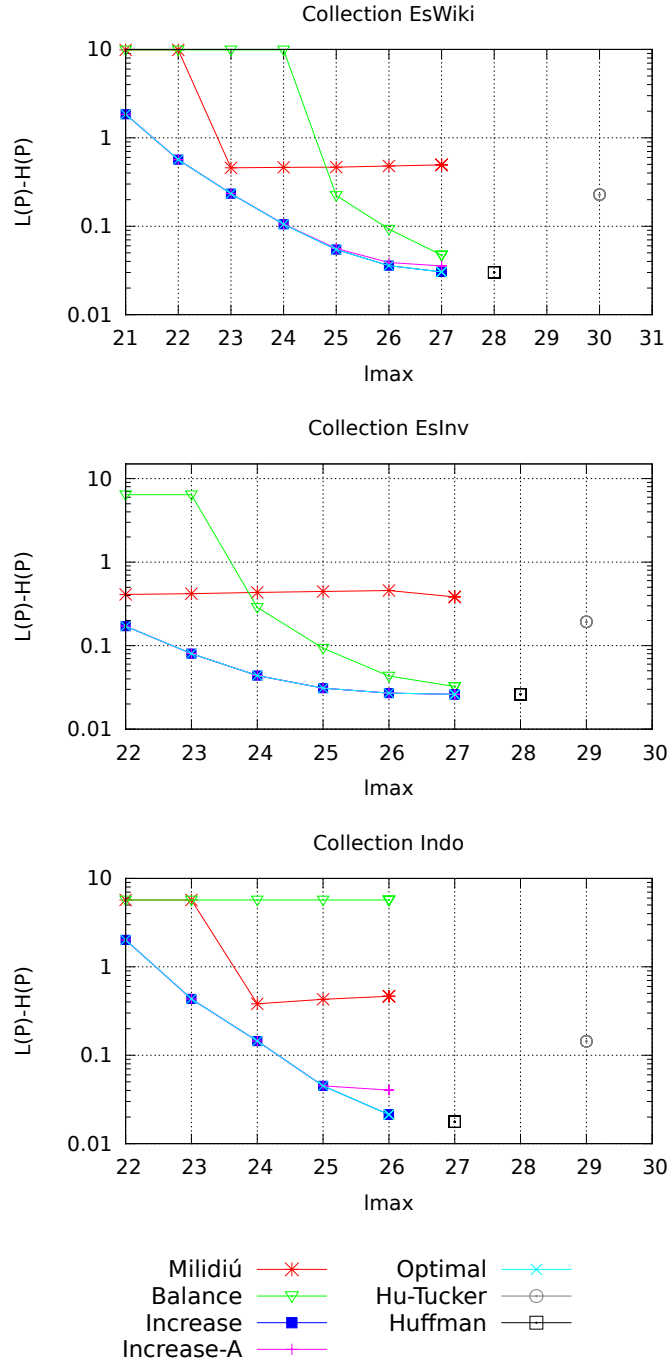 Collection EsWiki
10
1
0.1
0.01
L(P)-H(P)
21 22 23 24 25 26 27 28 29 30 31
lmax
Collection EsInv
10
1
0.1
0.01
L(P)-H(P)
22 23 24 25 26 27 28 29 30
lmax
Collection Indo
10
1
0.1
0.01
L(P)-H(P)
22 23 24 25 26 27 28 29 30
lmax
Milidiú
Balance
Increase
Increase-A
Optimal
Hu-Tucker
Huffman